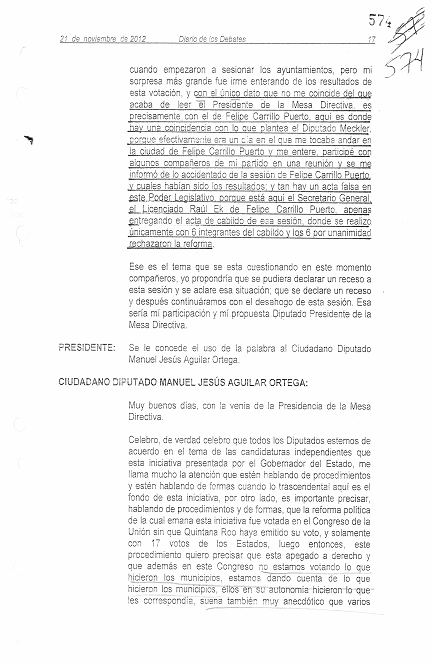 574
574
21 de noviembre de 2012 Diario de los Debates 17
cuando empezaron a sesionar los ayuntamientos, pero mi
sorpresa más grande fue irme enterando de los resultados de
esta votación, y con el único dato que no me coincide del que
acaba de leer el Presidente de la Mesa Directiva, es
precisamente con el de Felipe Carrillo Puerto, aquí es donde
hay una coincidencia con lo que plantea el Diputado Meckler,
porque efectivamente era un día en el que me tocaba andar en
la ciudad de Felipe Carrillo Puerto y me entere, participé con
algunos compañeros de mi partido en una reunión y se me
informó de lo accidentado de la sesión de Felipe Carrillo Puerto,
y cuales habían sido los resultados; y tan hay un acta falsa en
este Poder Legislativo, porque está aquí el Secretario General,
el Licenciado Raúl Ek de Felipe Carrillo Puerto, apenas
entregando el acta de cabildo de esa sesión, donde se realizo
únicamente con 6 integrantes del cabildo y los 6 por unanimidad
rechazaron la reforma.
Ese es el tema que se esta cuestionando en este momento
compañeros, yo propondría que se pudiera declarar un receso a
esta sesión y se aclare esa situación; que se declare un receso
y después continuáramos con el desahogo de esta sesión. Esa
sería mi participación y mi propuesta Diputado Presidente de la
Mesa Directiva.
PRESIDENTE: Se le concede el uso de la palabra al Ciudadano Diputado
Manuel Jesús Aguilar Ortega.
CIUDADANO DIPUTADO MANUEL JESÚS AGUILAR ORTEGA:
Muy buenos días, con la venia de la Presidencia de la Mesa
Directiva.
Celebro, de verdad celebro que todos los Diputados estemos de
acuerdo en el tema de las candidaturas independientes que
esta iniciativa presentada por el Gobernador del Estado, me
llama mucho la atención que estén hablando de procedimientos
y estén hablando de formas cuando lo trascendental aquí es el
fondo de esta iniciativa, por otro lado, es importante precisar,
hablando de procedimientos y de formas, que la reforma política
de la cual emana esta iniciativa fue votada en el Congreso de la
Unión sin que Quintana Roo haya emitido su voto, y solamente
con 17 votos de los Estados, luego entonces, este
procedimiento quiero precisar que esta apegado a derecho y
que además en este Congreso no estamos votando lo que
hicieron los municipios, estamos dando cuenta de lo que
hicieron los municipios, ellos en su autonomía hicieron lo que
les correspondía, suena también muy anecdótico que varios